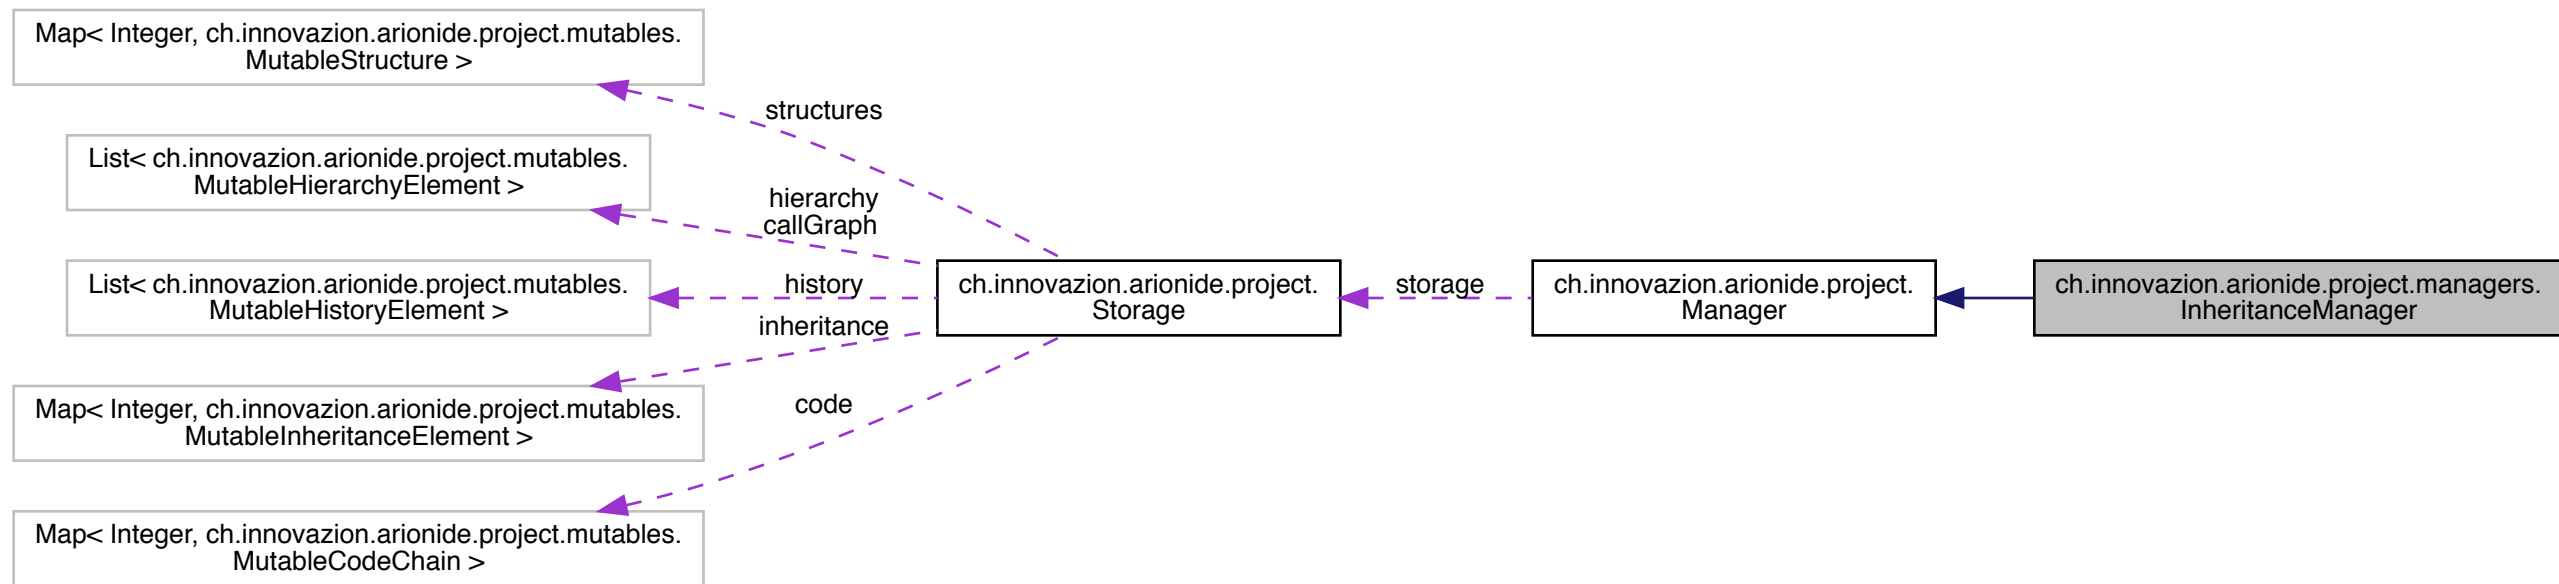 Map< Integer, ch.innovazion.arionide.project.mutables.
MutableStructure >
structures
List< ch.innovazion.arionide.project.mutables.
MutableHierarchyElement >
hierarchy
callGraph
List< ch.innovazion.arionide.project.mutables.
MutableHistoryElement >
history
inheritance
Map< Integer, ch.innovazion.arionide.project.mutables.
MutableInheritanceElement >
code
Map< Integer, ch.innovazion.arionide.project.mutables.
MutableCodeChain >
ch.innovazion.arionide.project.
Storage
storage
ch.innovazion.arionide.project.
Manager
ch.innovazion.arionide.project.managers.
InheritanceManager